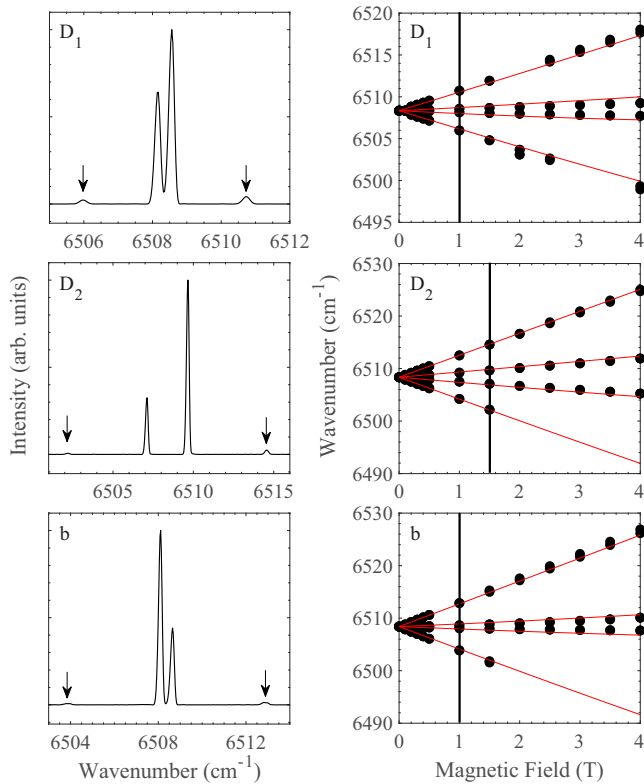 D1
6506 6508 6510 6512
D2
6505 6510 6515
b
6504 6508 6512
Wavenumber (cm-1)
Intensity (arb. units)
D1
6520
6515
6510
6505
6500
6495
0 1 2 3 4
D2
6530
6520
6510
6500
6490
0 1 2 3 4
b
6530
6520
6510
6500
6490
0 1 2 3 4
Magnetic Field (T)
Wavenumber (cm-1)